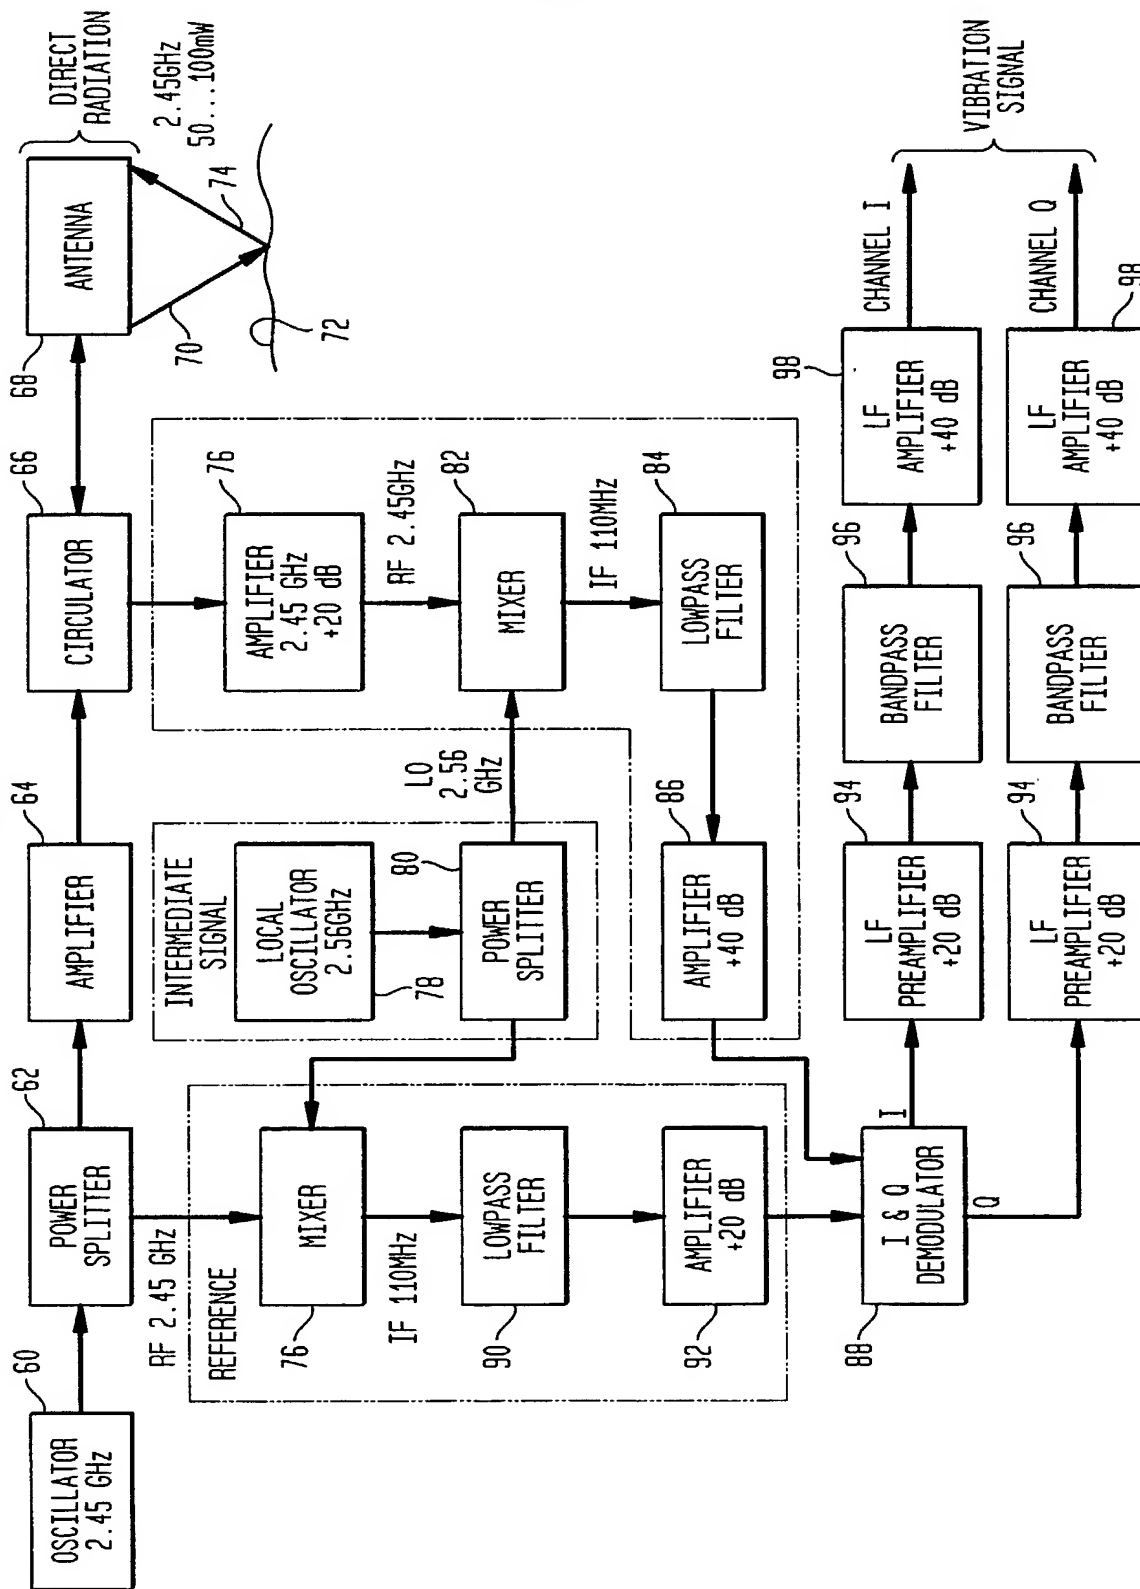 60
OSCILLATOR
2.45 GHz
62
POWER
SPLITTER
64
AMPLIFIER
66
CIRCULATOR
68
ANTENNA
DIRECT
RADIATION
2.45GHz
50...100mW
70
74
72
RF 2.45 GHz
REFERENCE
MIXER
76
IF 110MHz
LOWPASS
FILTER
90
AMPLIFIER
+20 dB
92
INTERMEDIATE
SIGNAL
LOCAL
OSCILLATOR
2.56GHz
78
80
POWER
SPLITTER
LO
2.56
GHz
76
AMPLIFIER
2.45 GHz
+20 dB
RF 2.45GHz
82
MIXER
IF 110MHz
84
LOWPASS
FILTER
86
AMPLIFIER
+40 dB
I & Q
DEMODULATOR
88
I
Q
94
LF
PREAMPLIFIER
+20 dB
96
BANDPASS
FILTER
98
LF
AMPLIFIER
+40 dB
CHANNEL I
94
LF
PREAMPLIFIER
+20 dB
96
BANDPASS
FILTER
98
LF
AMPLIFIER
+40 dB
CHANNEL Q
VIBRATION
SIGNAL